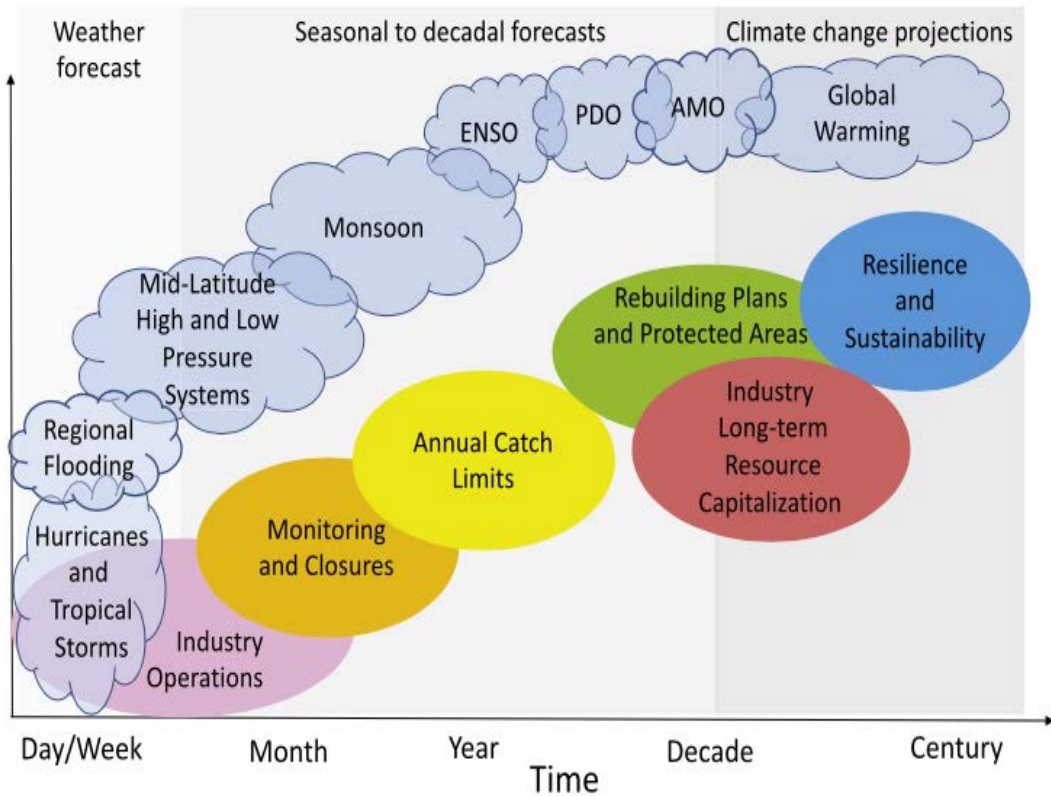 Weather
forecast
Seasonal to decadal forecasts
Climate change projections
ENSO
PDO
AMO
Global
Warming
Monsoon
Mid-Latitude
High and Low
Pressure
Systems
Regional
Flooding
Hurricanes
and
Tropical
Storms
Industry
Operations
Monitoring
and Closures
Annual Catch
Limits
Rebuilding Plans
and Protected Areas
Industry
Long-term
Resource
Capitalization
Resilience
and
Sustainability
Day/Week
Month
Year
Decade
Century
Time